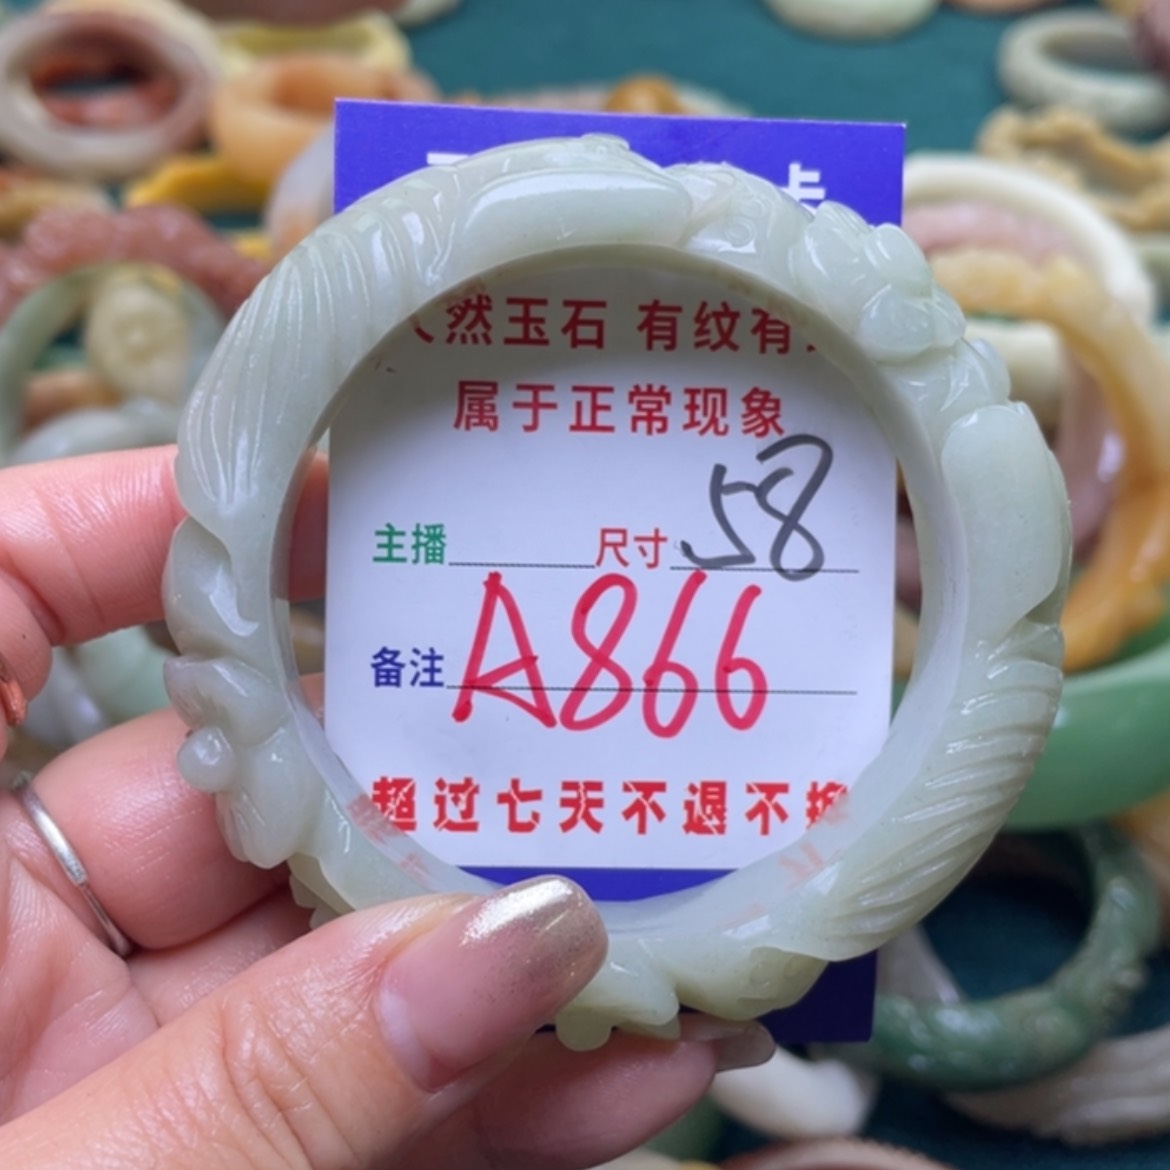 然玉石 有纹有
属于正常现象
主播 尺寸 58
备注 A866
超过七天不退不换